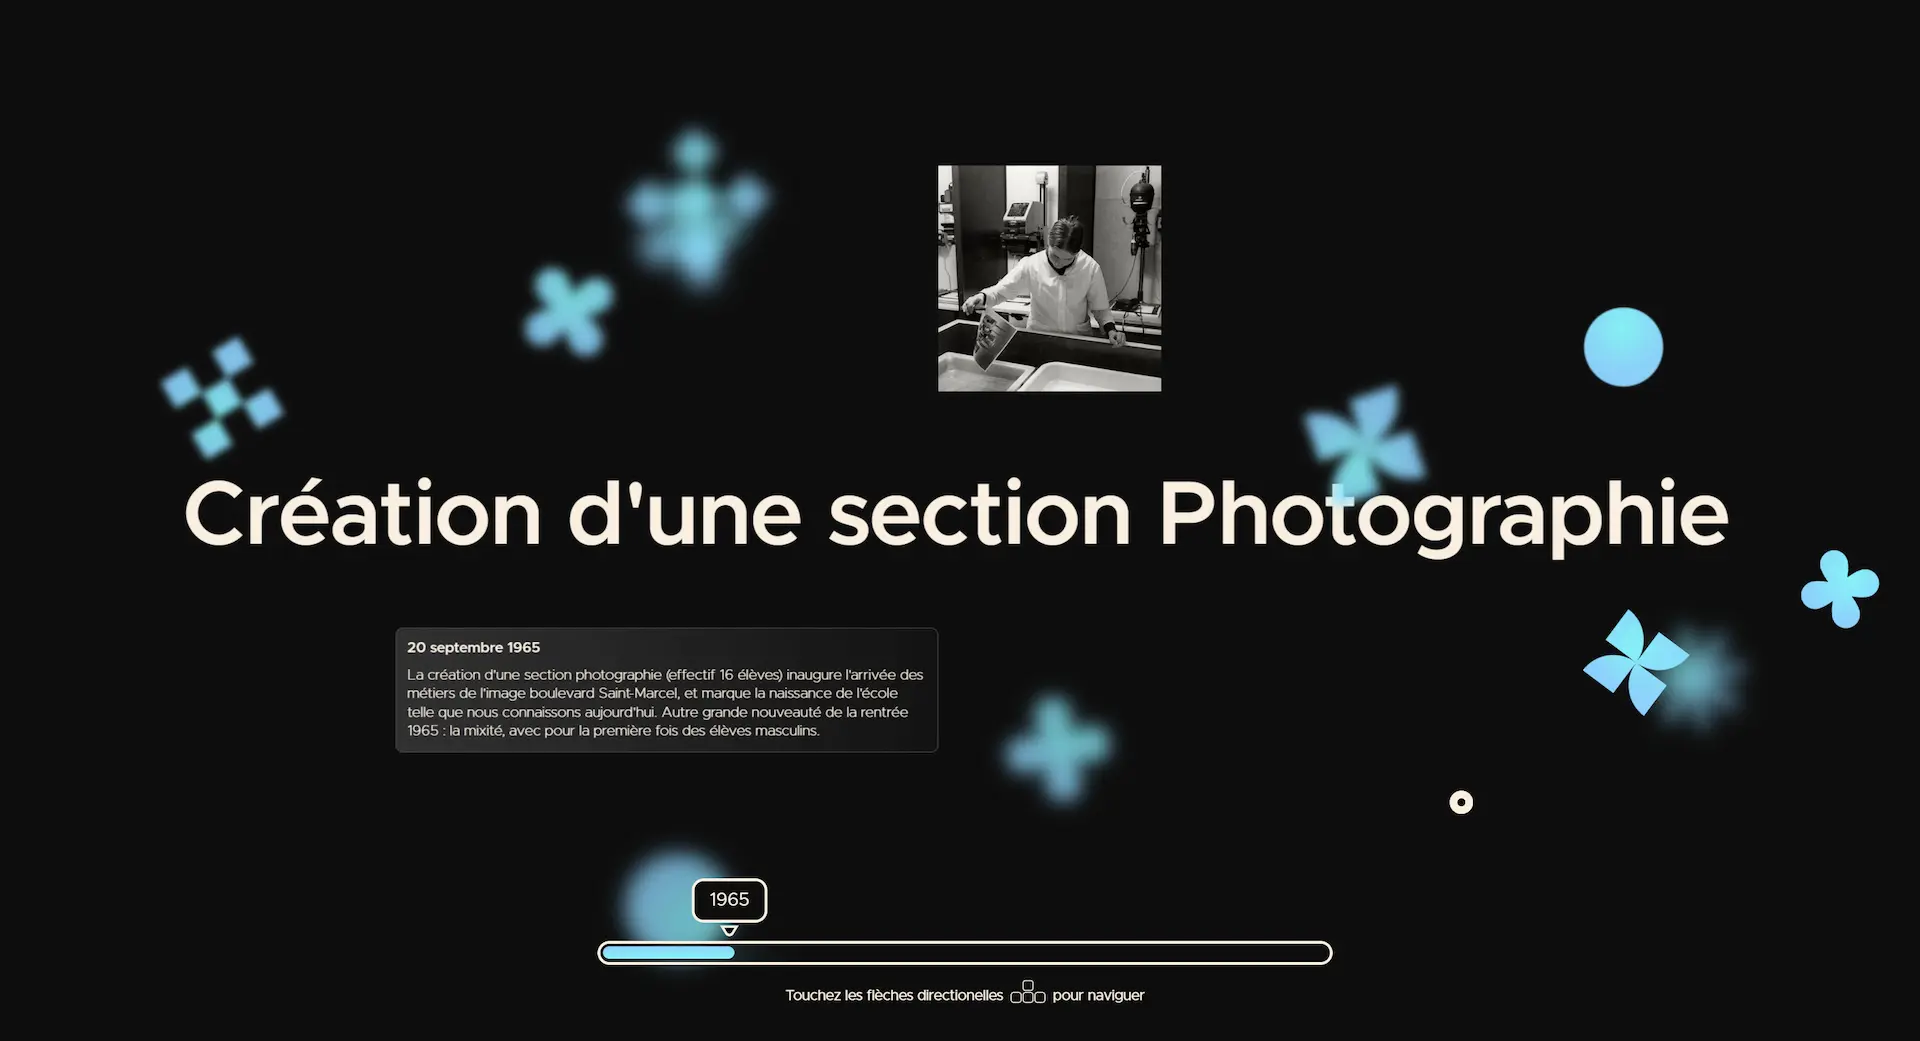 Création d'une section Photographie
20 septembre 1965
La création d'une section photographie (effectif 16 élèves) inaugure l'arrivée des
métiers de l'image boulevard Saint-Marcel, et marque la naissance de l'école
telle que nous connaissons aujourd'hui. Autre grande nouveauté de la rentrée
1965 : la mixité, avec pour la première fois des élèves masculins.
1965
Touchez les flèches directionelles pour naviguer